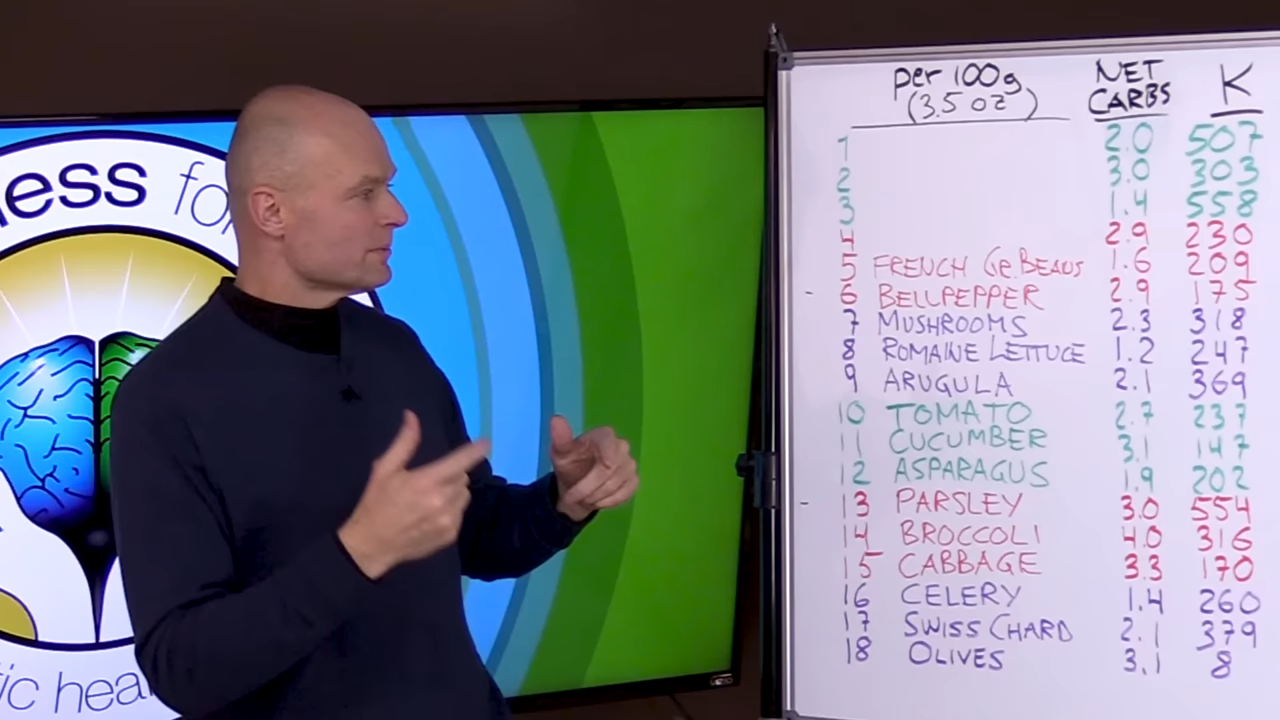 ness for
tic hea
VIZIO
per 100g NET CARBS K
(3.5 oz)
1 2.0 507
2 3.0 303
3 1.4 558
4 2.9 230
5 FRENCH Gr. BEANS 1.6 209
- 6 BELLPEPPER 2.9 175
7 MUSHROOMS 2.3 318
8 ROMAINE LETTUCE 1.2 247
9 ARUGULA 2.1 369
10 TOMATO 2.7 237
11 CUCUMBER 3.1 147
12 ASPARAGUS 1.9 202
- 13 PARSLEY 3.0 554
14 BROCCOLI 4.0 316
15 CABBAGE 3.3 170
16 CELERY 1.4 260
17 SWISS CHARD 2.1 379
18 OLIVES 3.1 8